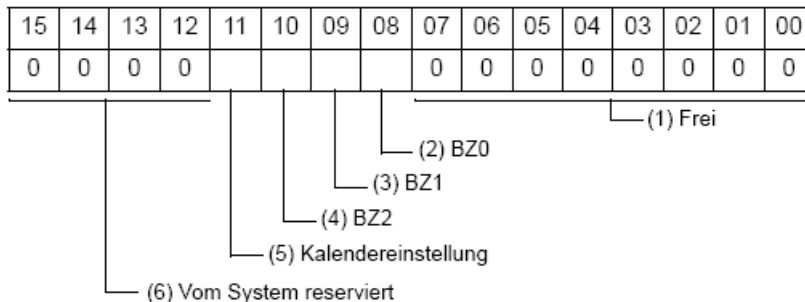 15 14 13 12 11 10 09 08 07 06 05 04 03 02 01 00
0 0 0 0 0 0 0 0 0 0 0 0
(1) Frei
(2) BZ0
(3) BZ1
(4) BZ2
(5) Kalendereinstellung
(6) Vom System reserviert